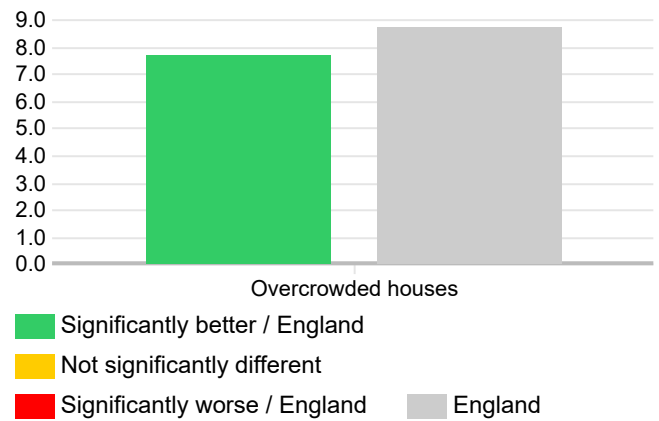 9.0
8.0
7.0
6.0
5.0
4.0
3.0
2.0
1.0
0.0
Overcrowded houses
Significantly better / England
Not significantly different
Significantly worse / England
England